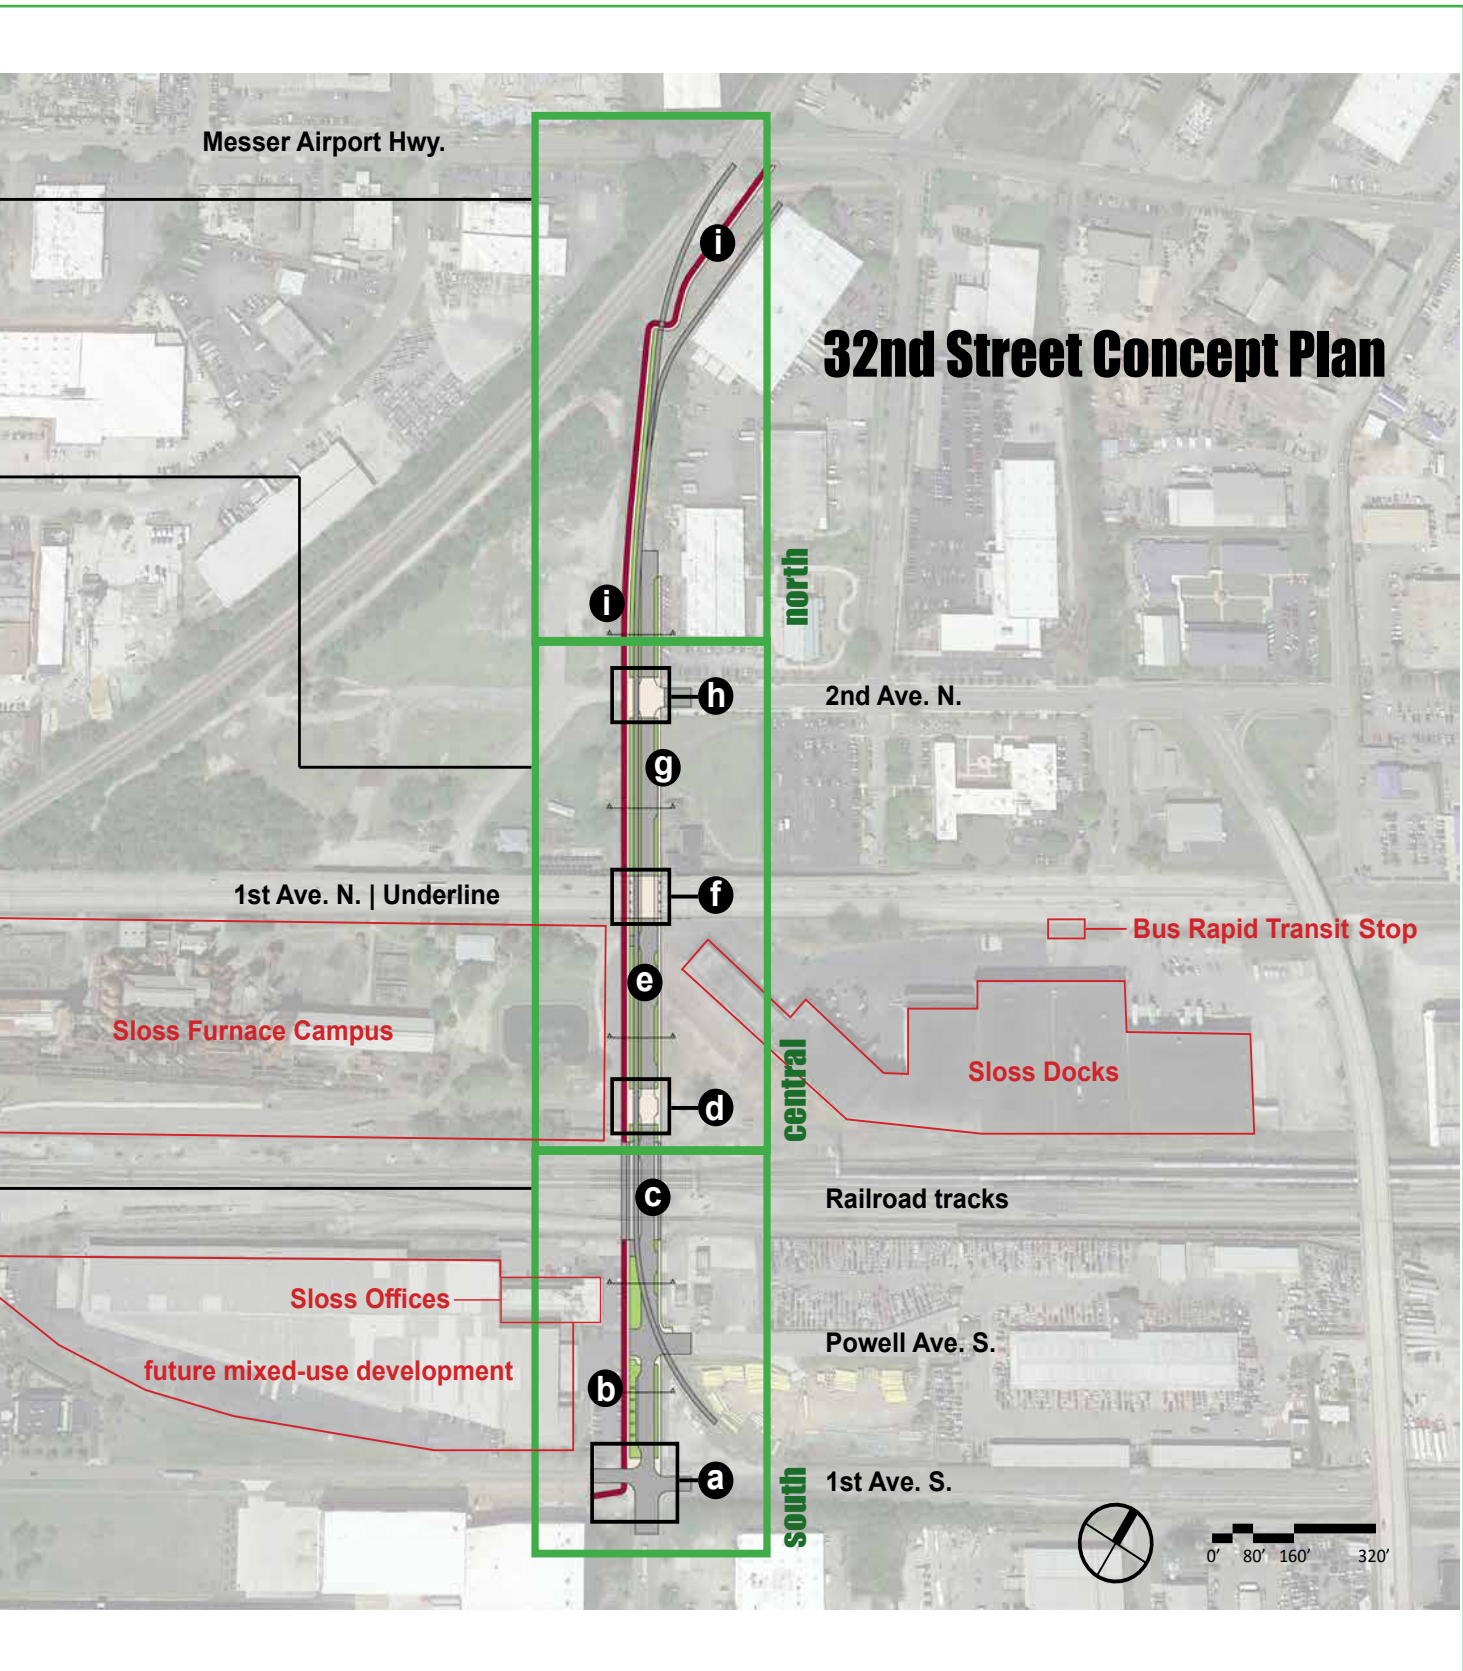 Messer Airport Hwy.
i
32nd Street Concept Plan
north
i
h
2nd Ave. N.
g
1st Ave. N. | Underline
f
Bus Rapid Transit Stop
e
Sloss Furnace Campus
central
Sloss Docks
d
c
Railroad tracks
Sloss Offices
Powell Ave. S.
future mixed-use development
b
south
a
1st Ave. S.
0' 80' 160' 320'